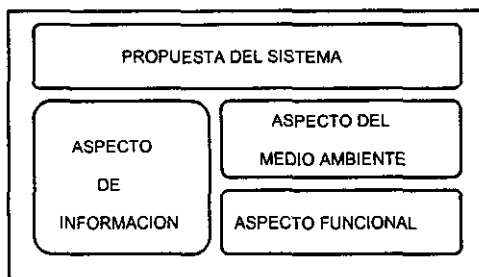 PROPUESTA DEL SISTEMA
ASPECTO
DE
INFORMACION
ASPECTO DEL
MEDIO AMBIENTE
ASPECTO FUNCIONAL